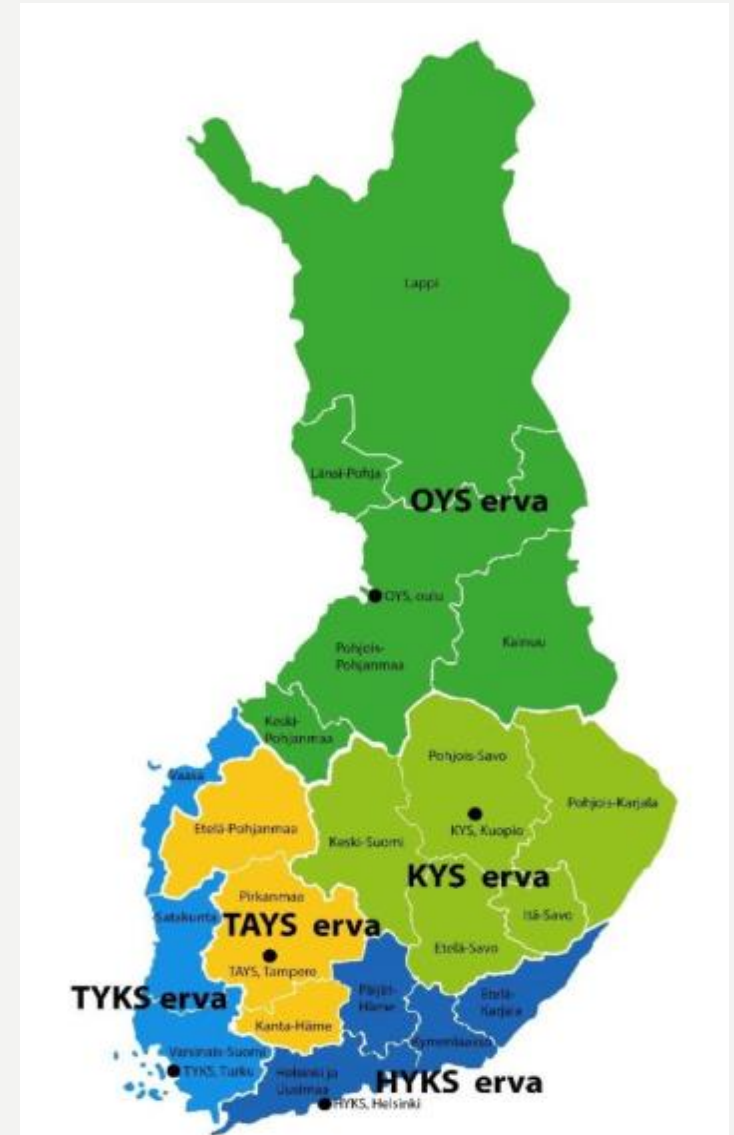 Lappi
Länsi-Pohja
OYS erva
OYS, oulu
Pohjois-
Pohjanmaa
Kainuu
Keski-
Pohjanmaa
Vaasa
Etelä-Pohjanmaa
Pohjois-Savo
Pohjois-Karjala
KYS, Kuopio
Keski-Suomi
KYS erva
Itä-Savo
Etelä-Savo
Pirkanmaa
Satakunta
TAYS erva
TAYS, Tampere
TYKS erva
Päijät-
Häme
Etelä-
Karjala
Kanta-Häme
Kymenlaakso
Varsinais-Suomi
TYKS, Turku
Helsinki ja
Uusimaa
HYKS erva
HYKS, Helsinki